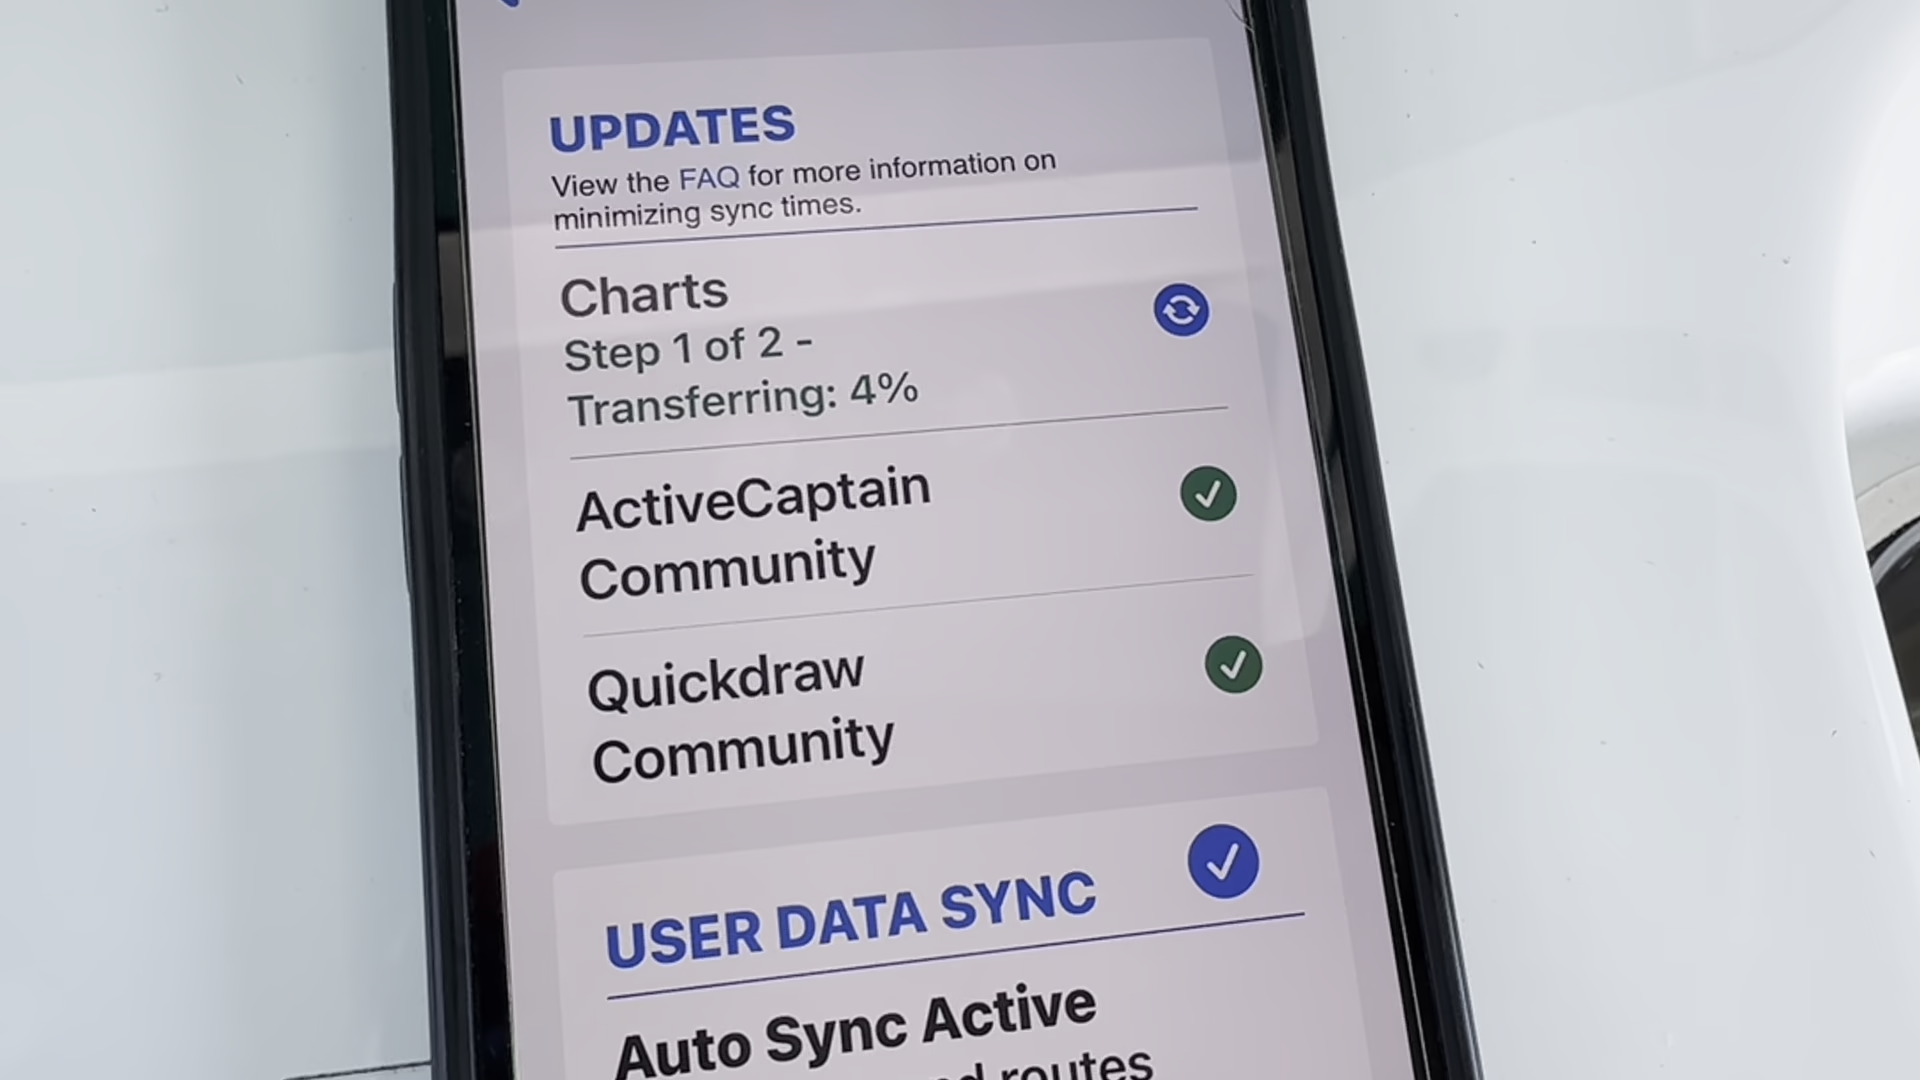 UPDATES
View the FAQ for more information on
minimizing sync times.
Charts
Step 1 of 2 -
Transferring: 4%
ActiveCaptain
Community
Quickdraw
Community
USER DATA SYNC
Auto Sync Active
routes